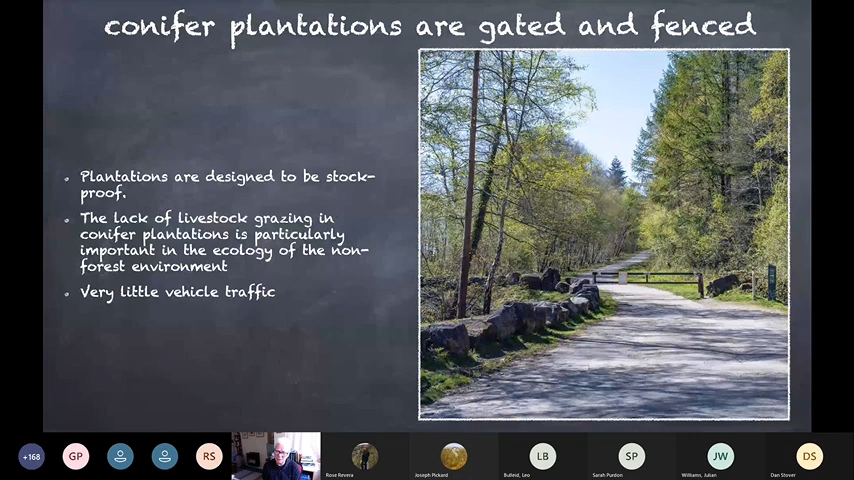 conifer plantations are gated and fenced
Plantations are designed to be stock-
proof.
The lack of livestock grazing in
conifer plantations is particularly
important in the ecology of the non-
forest environment
Very little vehicle traffic
+168
GP
RS
Rose Revera
Joseph Pickard
LB
Bulleid, Leo
SP
Sarah Purdon
JW
Williams, Julian
DS
Dan Stover